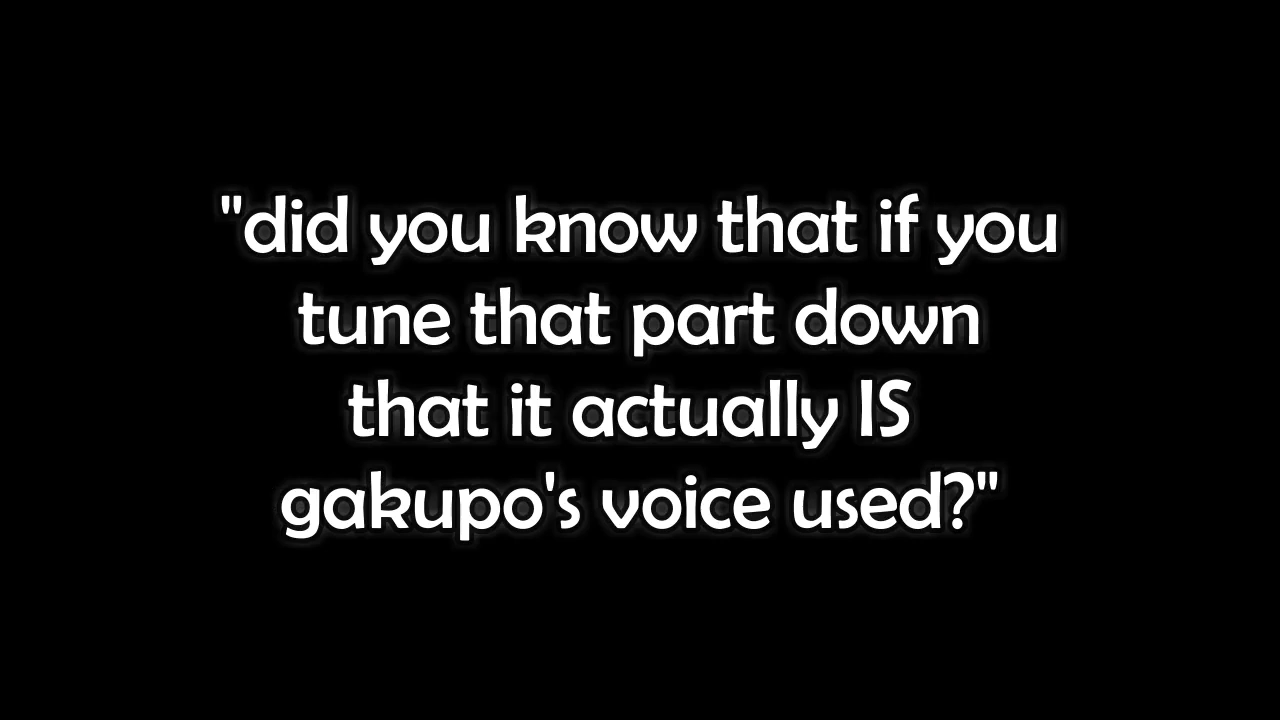 "did you know that if you
tune that part down
that it actually IS
gakupo's voice used?"